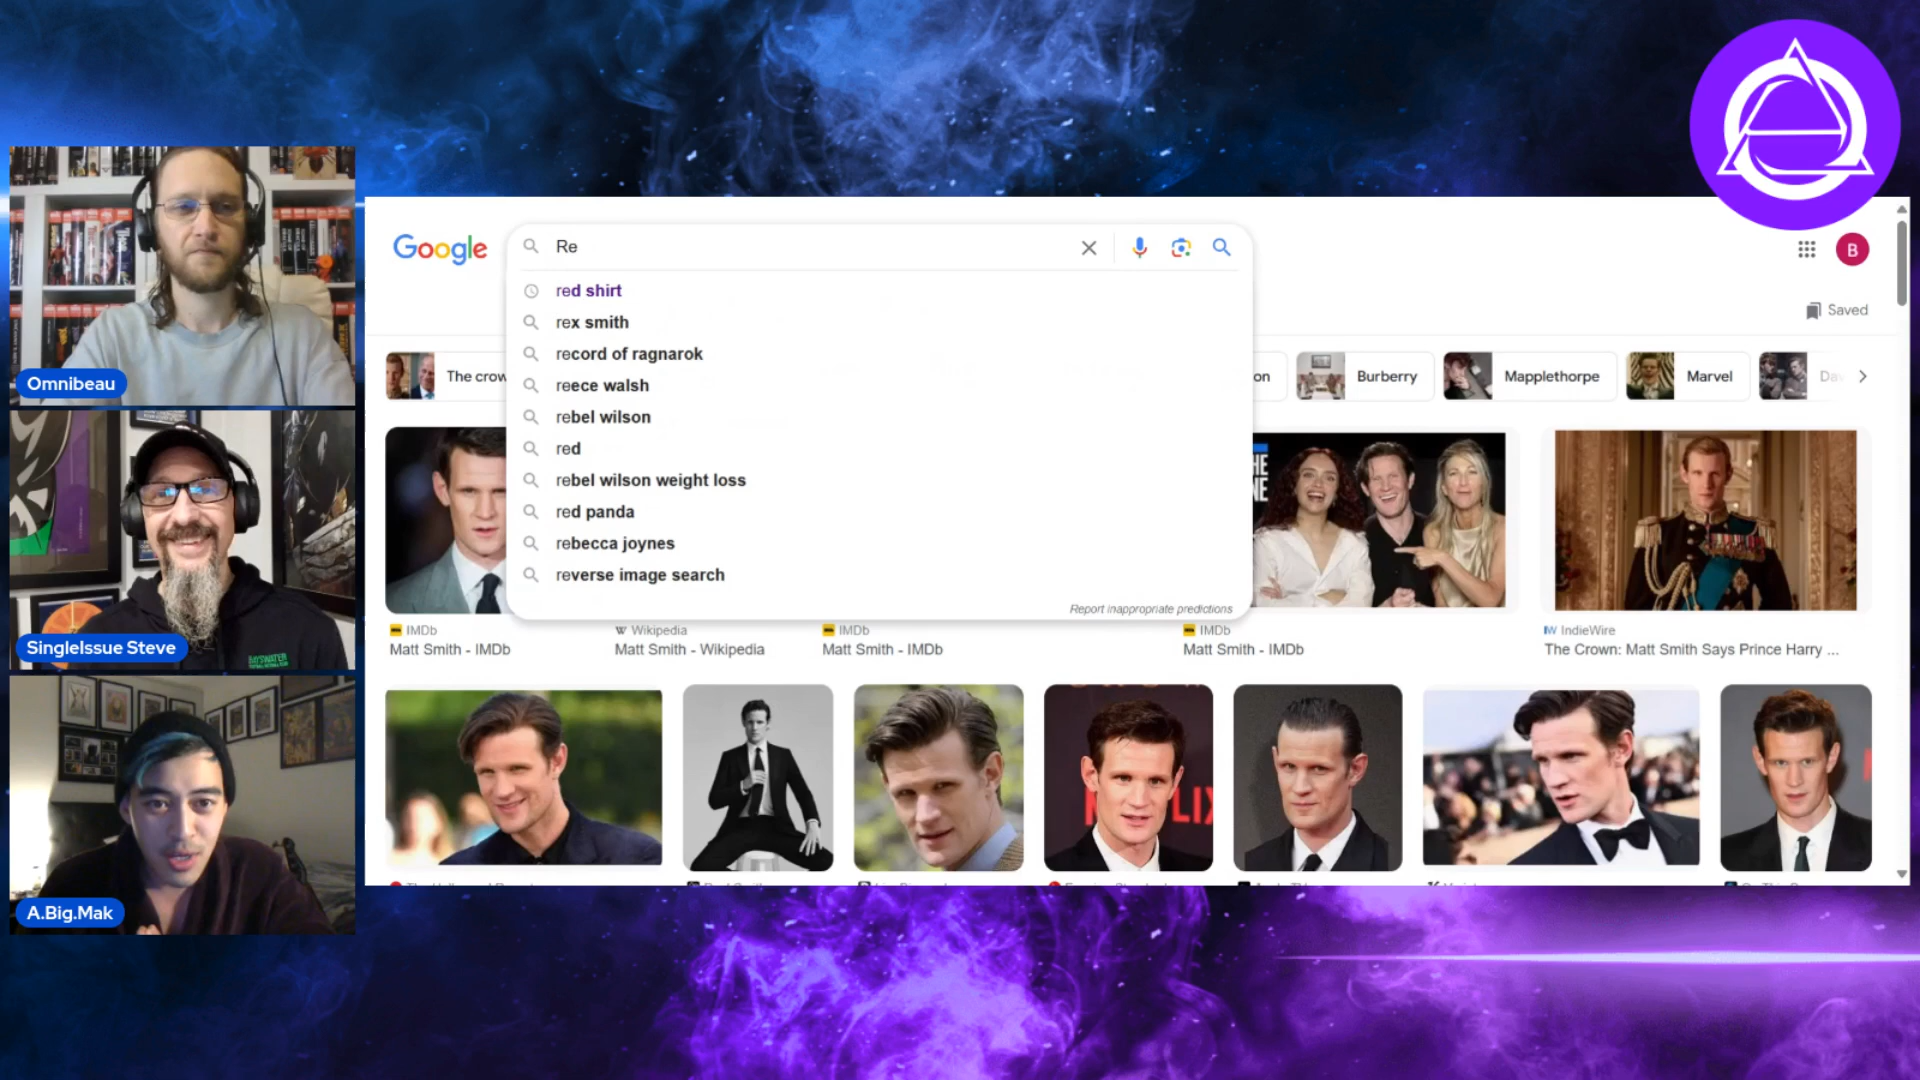 Omnibeau
SingleIssue Steve
A.Big.Mak
Google
Re
red shirt
rex smith
record of ragnarok
reece walsh
rebel wilson
red
rebel wilson weight loss
red panda
rebecca joynes
reverse image search
Report inappropriate predictions
B
Saved
The crow
on
Burberry
Mapplethorpe
Marvel
Da
IMDb
Matt Smith - IMDb
W Wikipedia
Matt Smith - Wikipedia
IMDb
Matt Smith - IMDb
IMDb
Matt Smith - IMDb
IndieWire
The Crown: Matt Smith Says Prince Harry ...